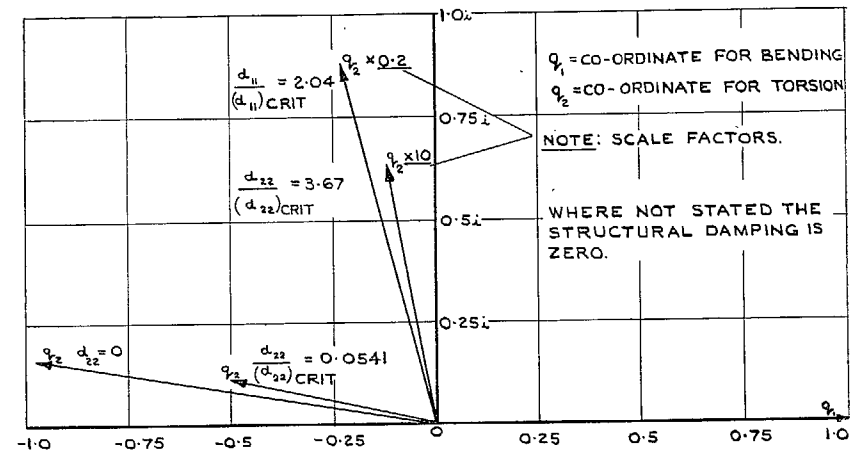 1.0i
q₂ × 0.2
d₁₁/(d₁₁)CRIT = 2.04
q₁ = CO-ORDINATE FOR BENDING
q₂ = CO-ORDINATE FOR TORSION
0.75i
NOTE: SCALE FACTORS.
q₂ × 10
d₂₂/(d₂₂)CRIT = 3.67
0.5i
WHERE NOT STATED THE
STRUCTURAL DAMPING IS
ZERO.
0.25i
q₂ d₂₂ = 0
q₂ d₂₂/(d₂₂)CRIT = 0.0541
q₁
-1.0 -0.75 -0.5 -0.25 0 0.25 0.5 0.75 1.0